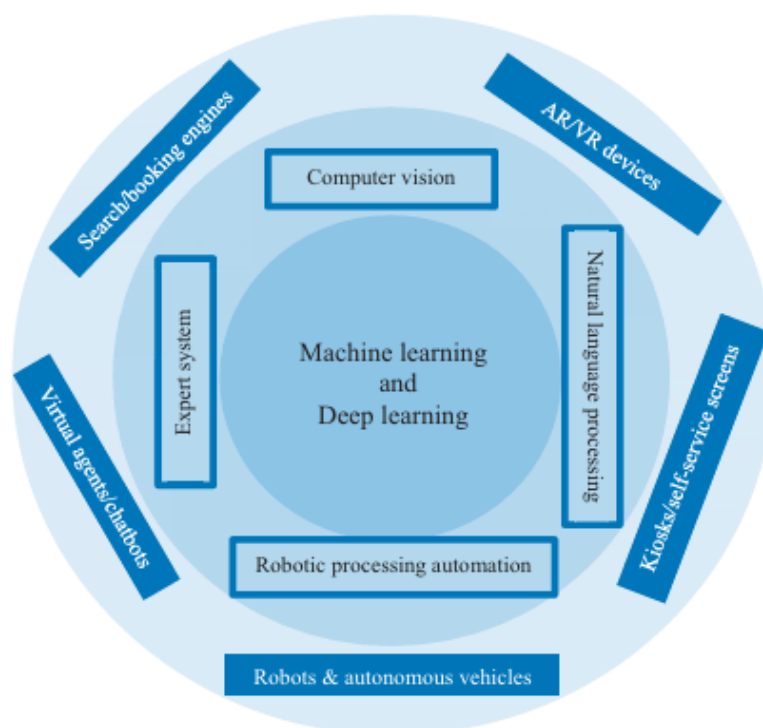 Search/booking engines
AR/VR devices
Computer vision
Expert system
Natural language processing
Machine learning
and
Deep learning
Virtual agents/chatbots
Kiosks/self-service screens
Robotic processing automation
Robots & autonomous vehicles